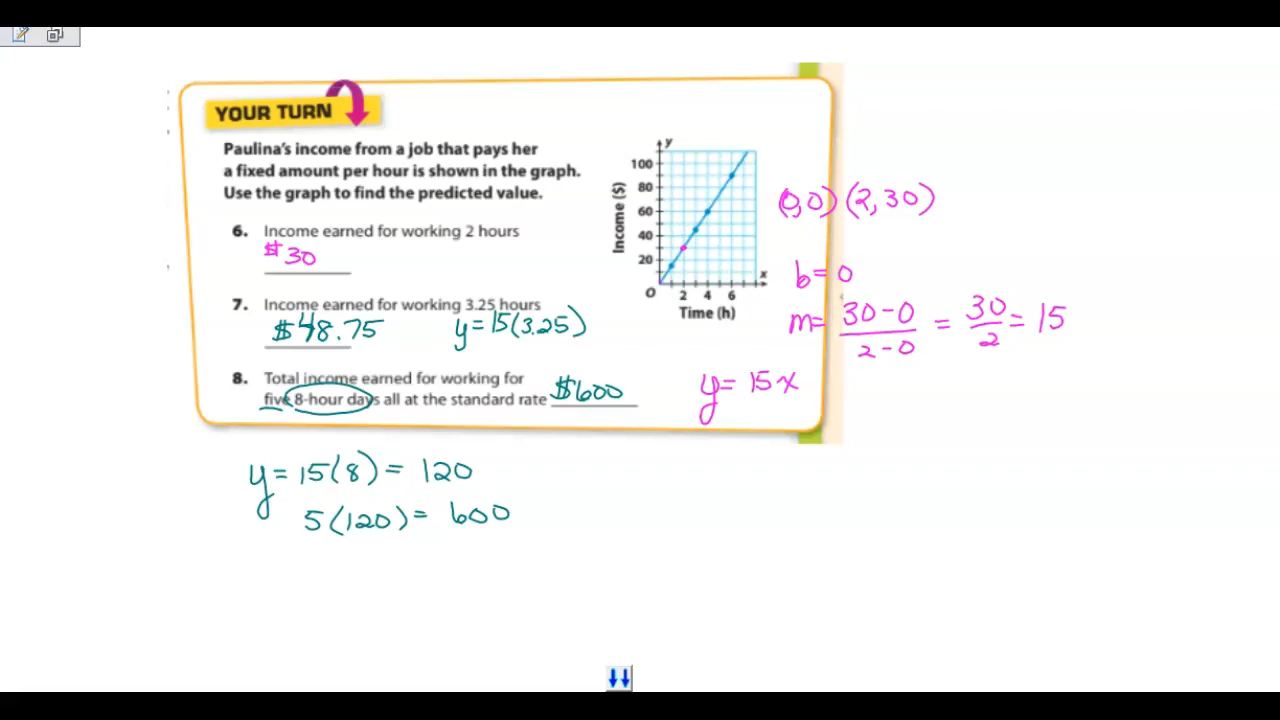 YOUR TURN
Paulina's income from a job that pays her
a fixed amount per hour is shown in the graph.
Use the graph to find the predicted value.
6. Income earned for working 2 hours
$30
7. Income earned for working 3.25 hours
$48.75 y = 15(3.25)
8. Total income earned for working for
five 8-hour days all at the standard rate $600
y = 15(8) = 120
5(120) = 600
y
Income ($)
100
80
60
40
20
O
2 4 6
x
Time (h)
(0,0) (2,30)
b = 0
m = 30-0/2-0 = 30/2 = 15
y = 15x